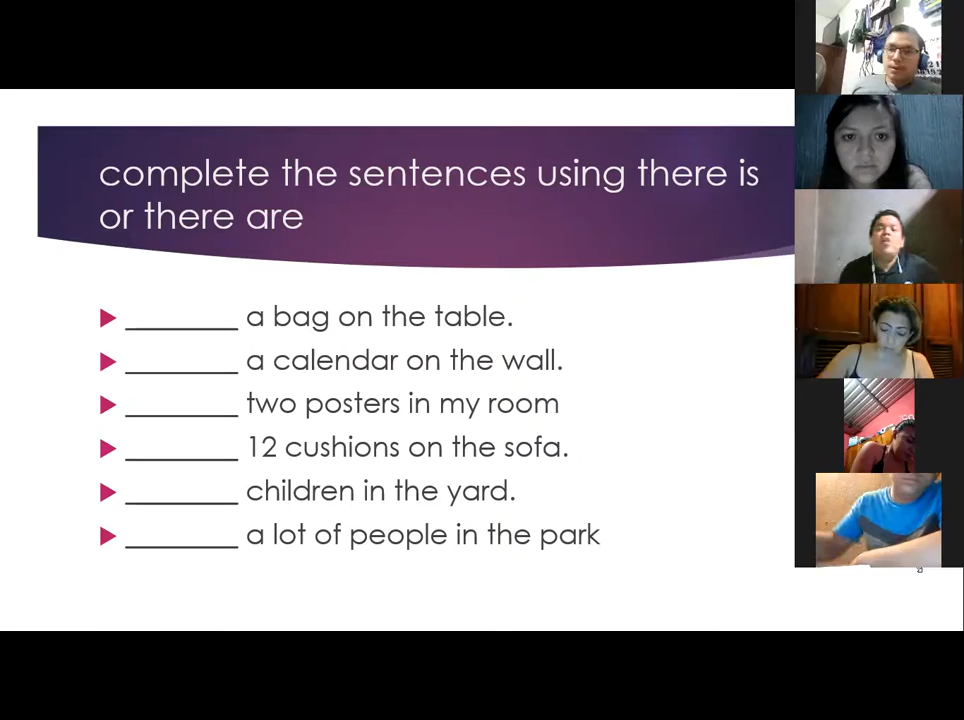 complete the sentences using there is
or there are
________ a bag on the table.
________ a calendar on the wall.
________ two posters in my room
________ 12 cushions on the sofa.
________ children in the yard.
________ a lot of people in the park